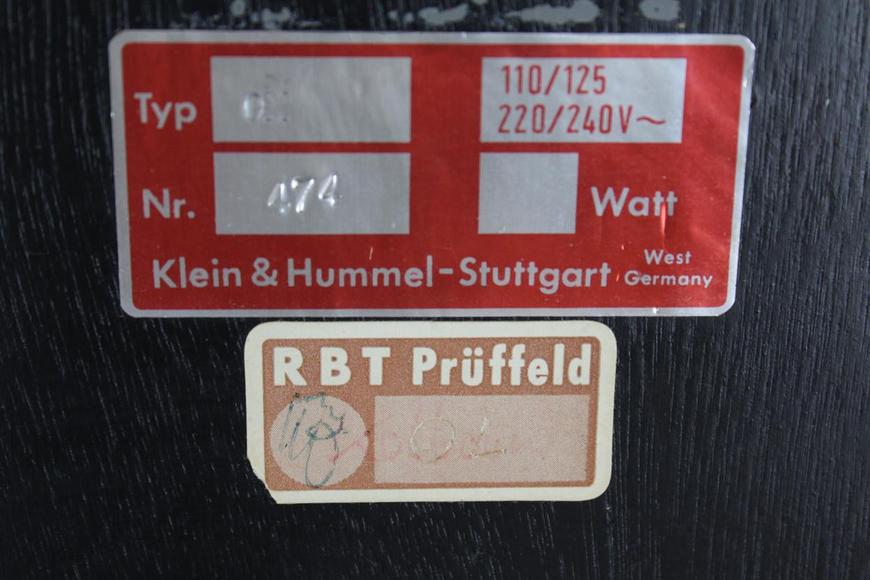 Typ
110/125
220/240V~
Nr. 474
Watt
Klein & Hummel-Stuttgart West Germany
RBT Prüffeld